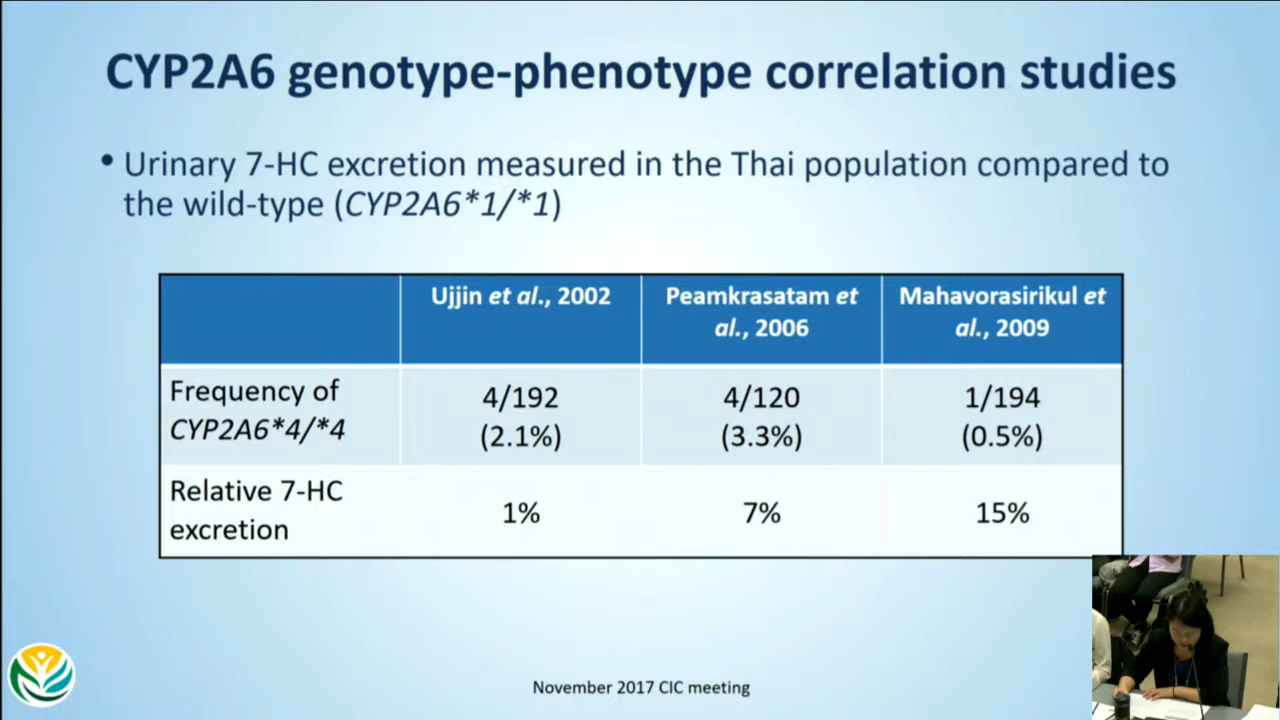 CYP2A6 genotype-phenotype correlation studies
• Urinary 7-HC excretion measured in the Thai population compared to
the wild-type (CYP2A6*1/*1)
Ujjin et al., 2002
Peamkrasatam et
al., 2006
Mahavorasirikul et
al., 2009
Frequency of
CYP2A6*4/*4
4/192
(2.1%)
4/120
(3.3%)
1/194
(0.5%)
Relative 7-HC
excretion
1%
7%
15%
November 2017 CIC meeting